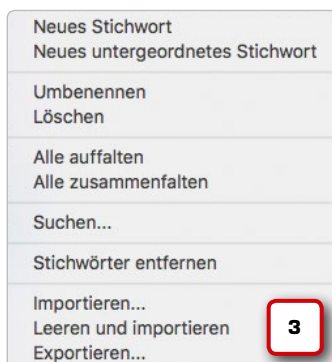 Neues Stichwort
Neues untergeordnetes Stichwort
Umbenennen
Löschen
Alle auffalten
Alle zusammenfalten
Suchen...
Stichwörter entfernen
Importieren...
Leeren und importieren
3
Exportieren...